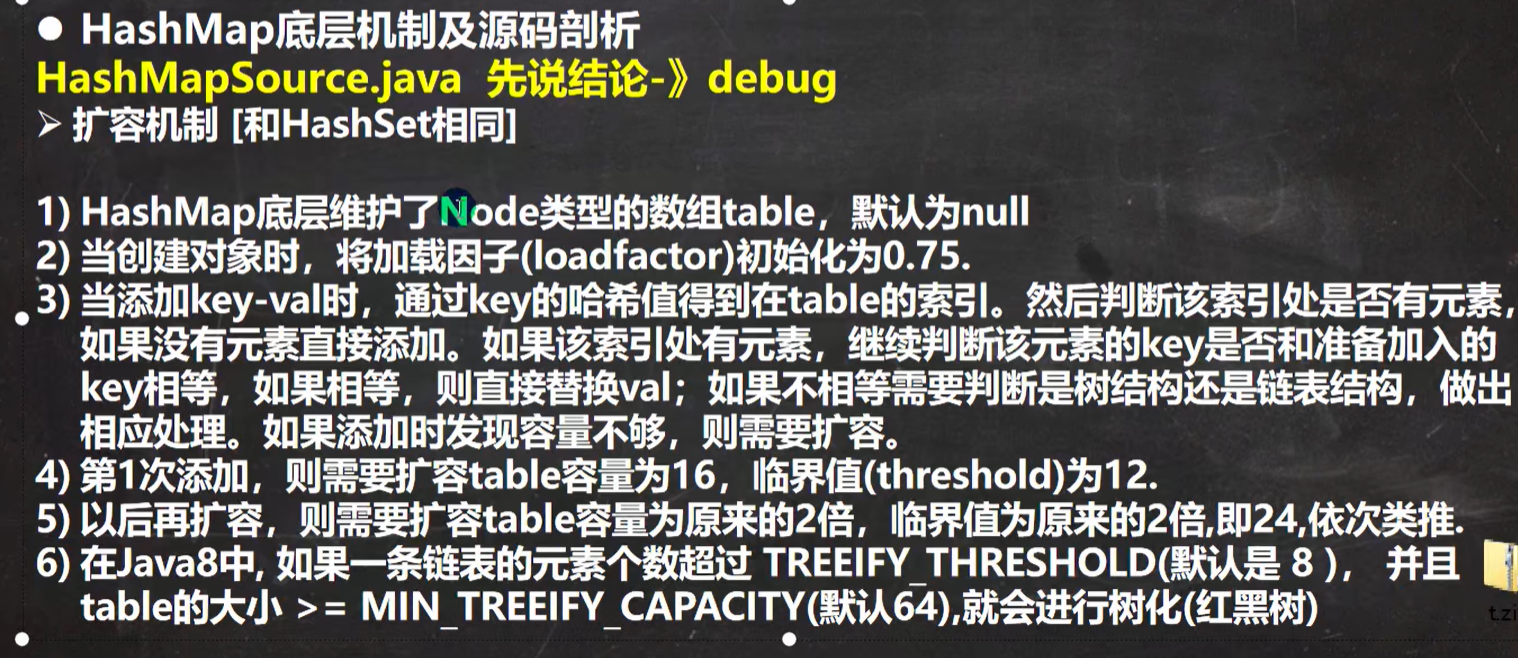 ● HashMap底层机制及源码剖析
HashMapSource.java 先说结论-》debug
➢ 扩容机制 [和HashSet相同]
1) HashMap底层维护了Node类型的数组table，默认为null
2) 当创建对象时，将加载因子(loadfactor)初始化为0.75.
3) 当添加key-val时，通过key的哈希值得到在table的索引。然后判断该索引处是否有元素，
如果没有元素直接添加。如果该索引处有元素，继续判断该元素的key是否和准备加入的
key相等，如果相等，则直接替换val；如果不相等需要判断是树结构还是链表结构，做出
相应处理。如果添加时发现容量不够，则需要扩容。
4) 第1次添加，则需要扩容table容量为16，临界值(threshold)为12.
5) 以后再扩容，则需要扩容table容量为原来的2倍，临界值为原来的2倍,即24,依次类推.
6) 在Java8中, 如果一条链表的元素个数超过 TREEIFY_THRESHOLD(默认是 8 )， 并且
table的大小 >= MIN_TREEIFY_CAPACITY(默认64),就会进行树化(红黑树)